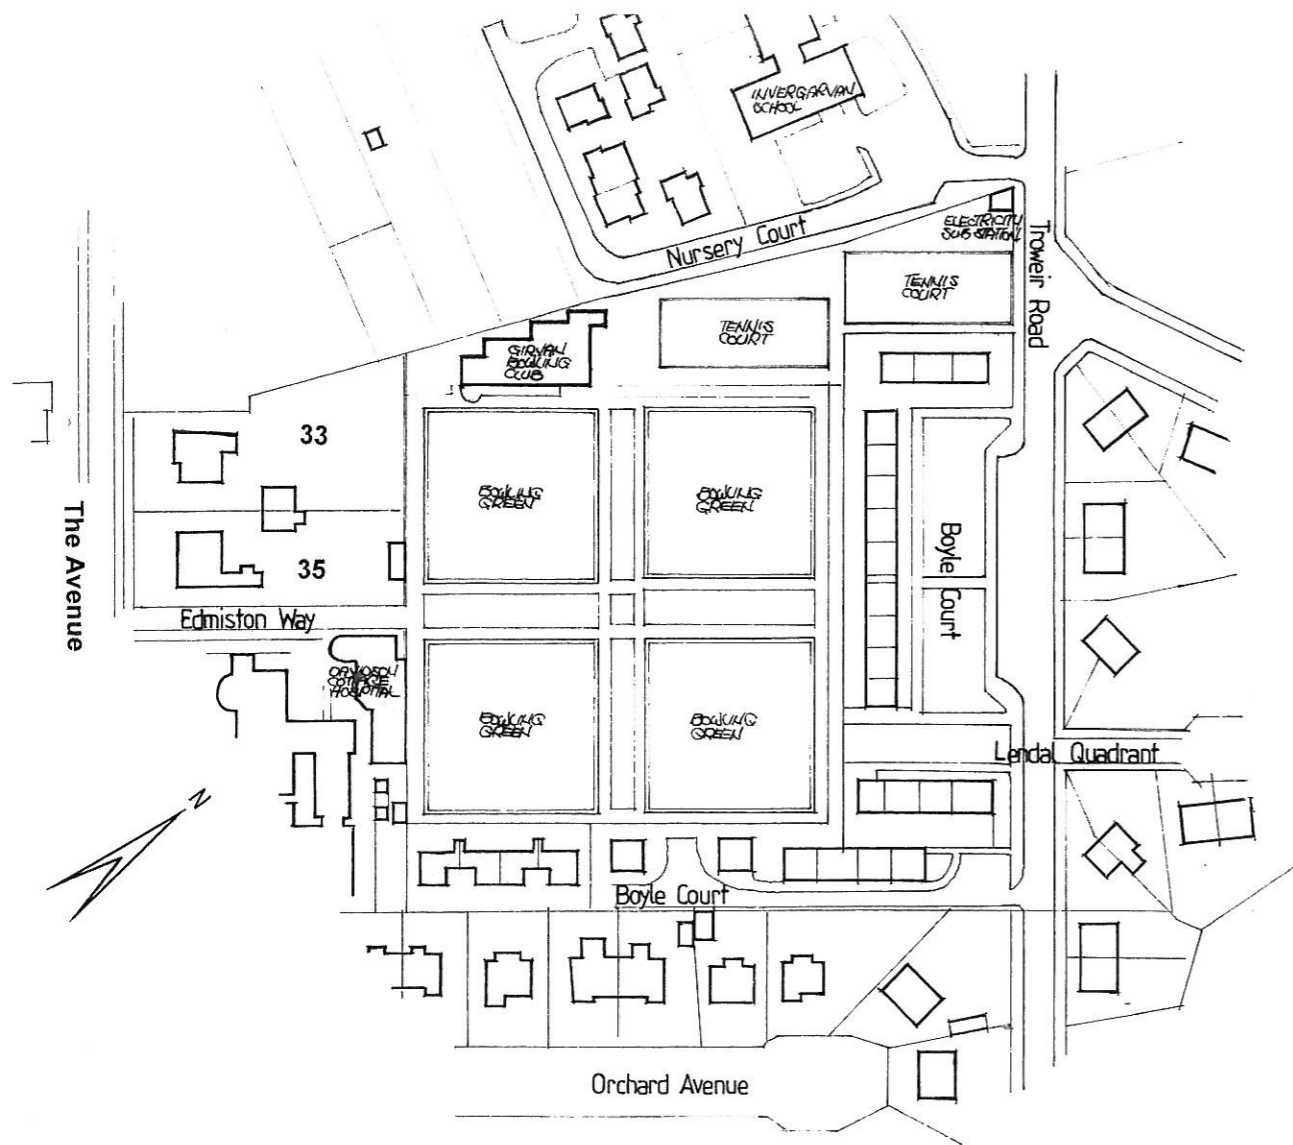 INVERGARVAN
SCHOOL
ELECTRICITY
SUB STATION
Nursery Court
Troweir Road
TENNIS
COURT
TENNIS
COURT
GIRVAN
BOWLING
CLUB
33
BOWLING
GREEN
BOWLING
GREEN
The Avenue
35
Boyle Court
Edmiston Way
DAVIDSON
COTTAGE
HOSPITAL
BOWLING
GREEN
BOWLING
GREEN
Lendal Quadrant
N
Boyle Court
Orchard Avenue